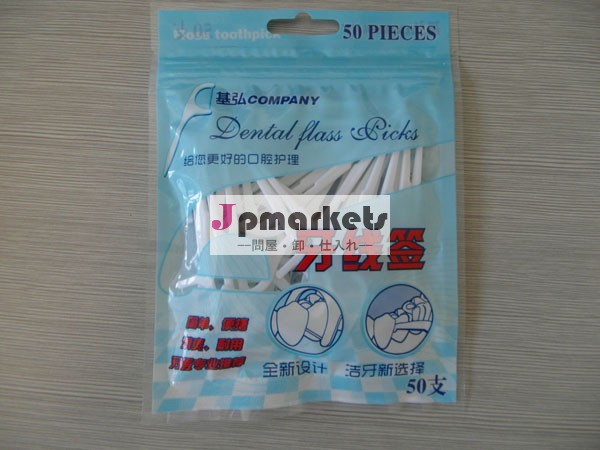 floss toothpick
50 PIECES
基弘COMPANY
Dental flass Picks
给您更好的口腔护理
Jpmarkets
—問屋・卸・仕入れ—
牙线签
全新设计 洁牙新选择
50支